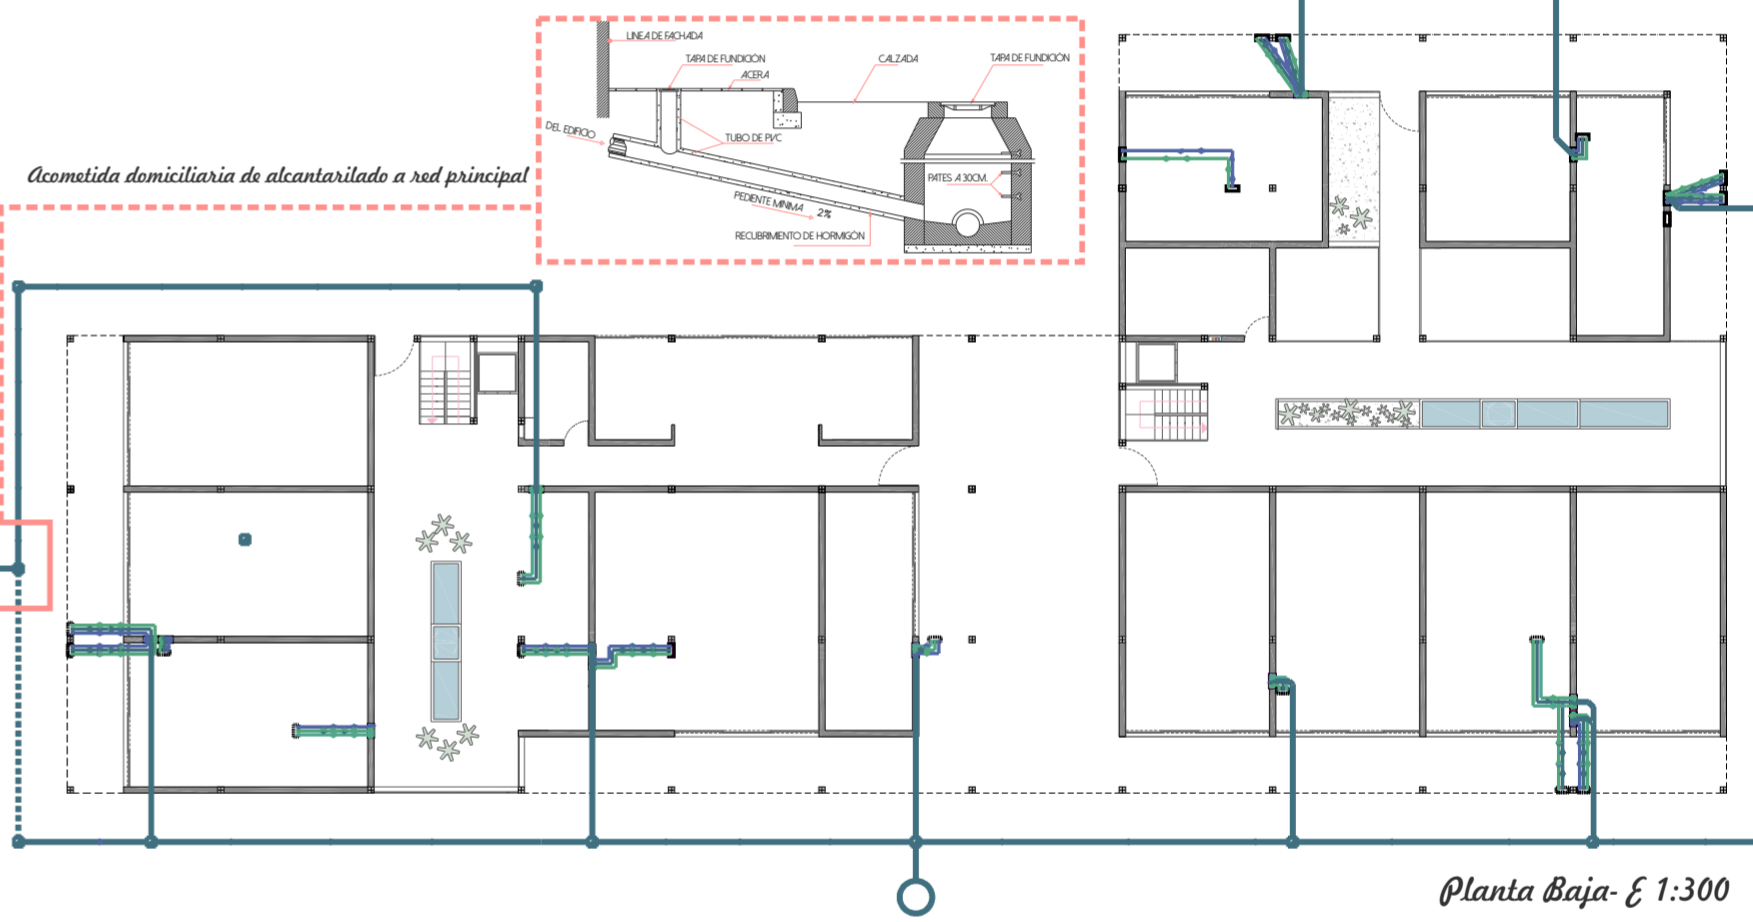 LINEA DE FACHADA
TAPA DE FUNDICIÓN
ACERA
CALZADA
TAPA DE FUNDICIÓN
DEL EDIFICIO
TUBO DE PVC
PATES A 30CM.
PEDIENTE MINIMA 2%
RECUBRIMIENTO DE HORMIGÓN
Acometida domiciliaria de alcantarilado a red principal
Planta Baja- E 1:300